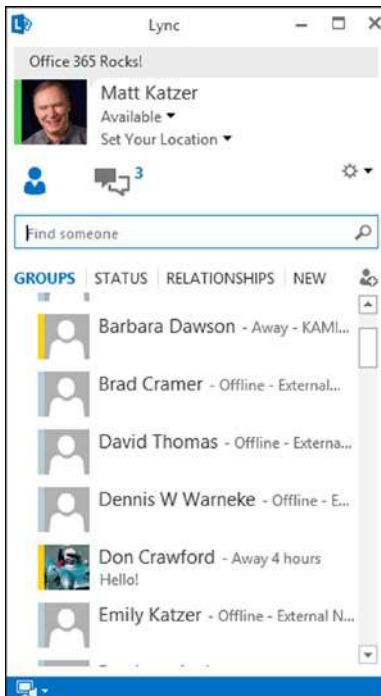 Lync
Office 365 Rocks!
Matt Katzer
Available
Set Your Location
3
Find someone
GROUPS STATUS RELATIONSHIPS NEW
Barbara Dawson - Away - KAMI...
Brad Cramer - Offline - External...
David Thomas - Offline - Externa...
Dennis W Warneke - Offline - E...
Don Crawford - Away 4 hours
Hello!
Emily Katzer - Offline - External N...